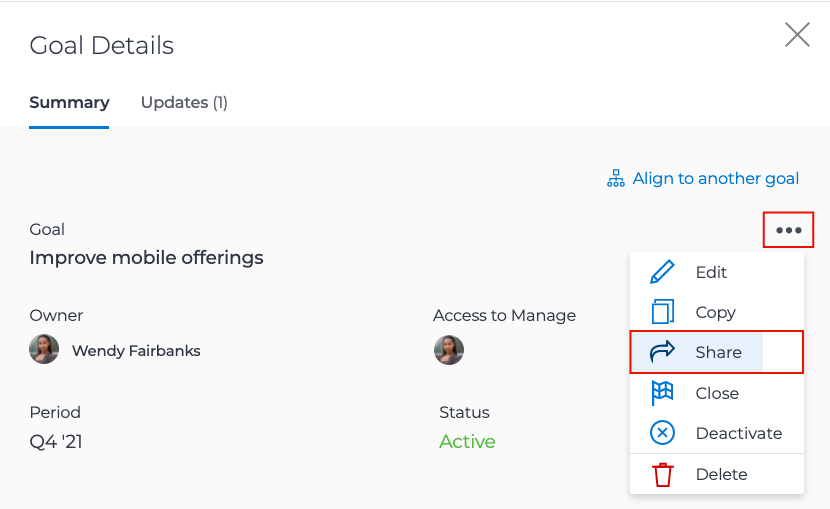 Goal Details
Summary Updates (1)
Align to another goal
Goal
Improve mobile offerings
Edit
Copy
Owner Access to Manage
Wendy Fairbanks
Share
Close
Period Status
Q4 '21 Active
Deactivate
Delete